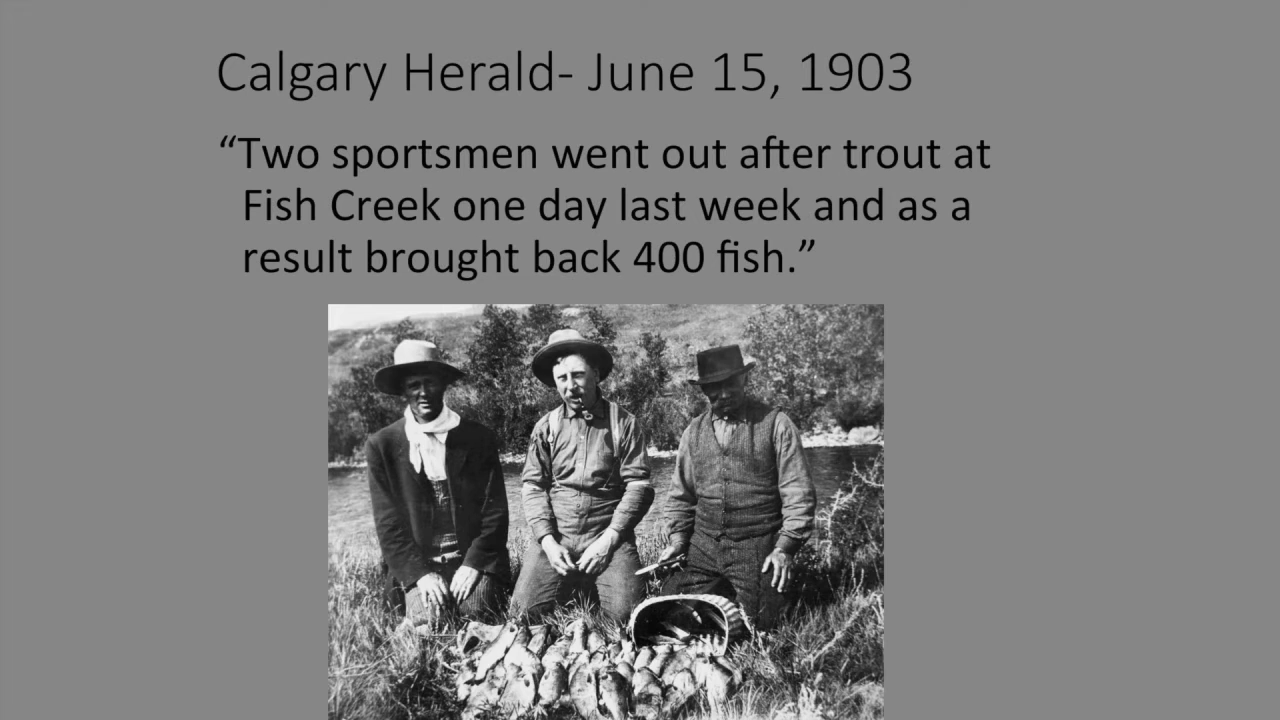 Calgary Herald- June 15, 1903
“Two sportsmen went out after trout at
Fish Creek one day last week and as a
result brought back 400 fish.”